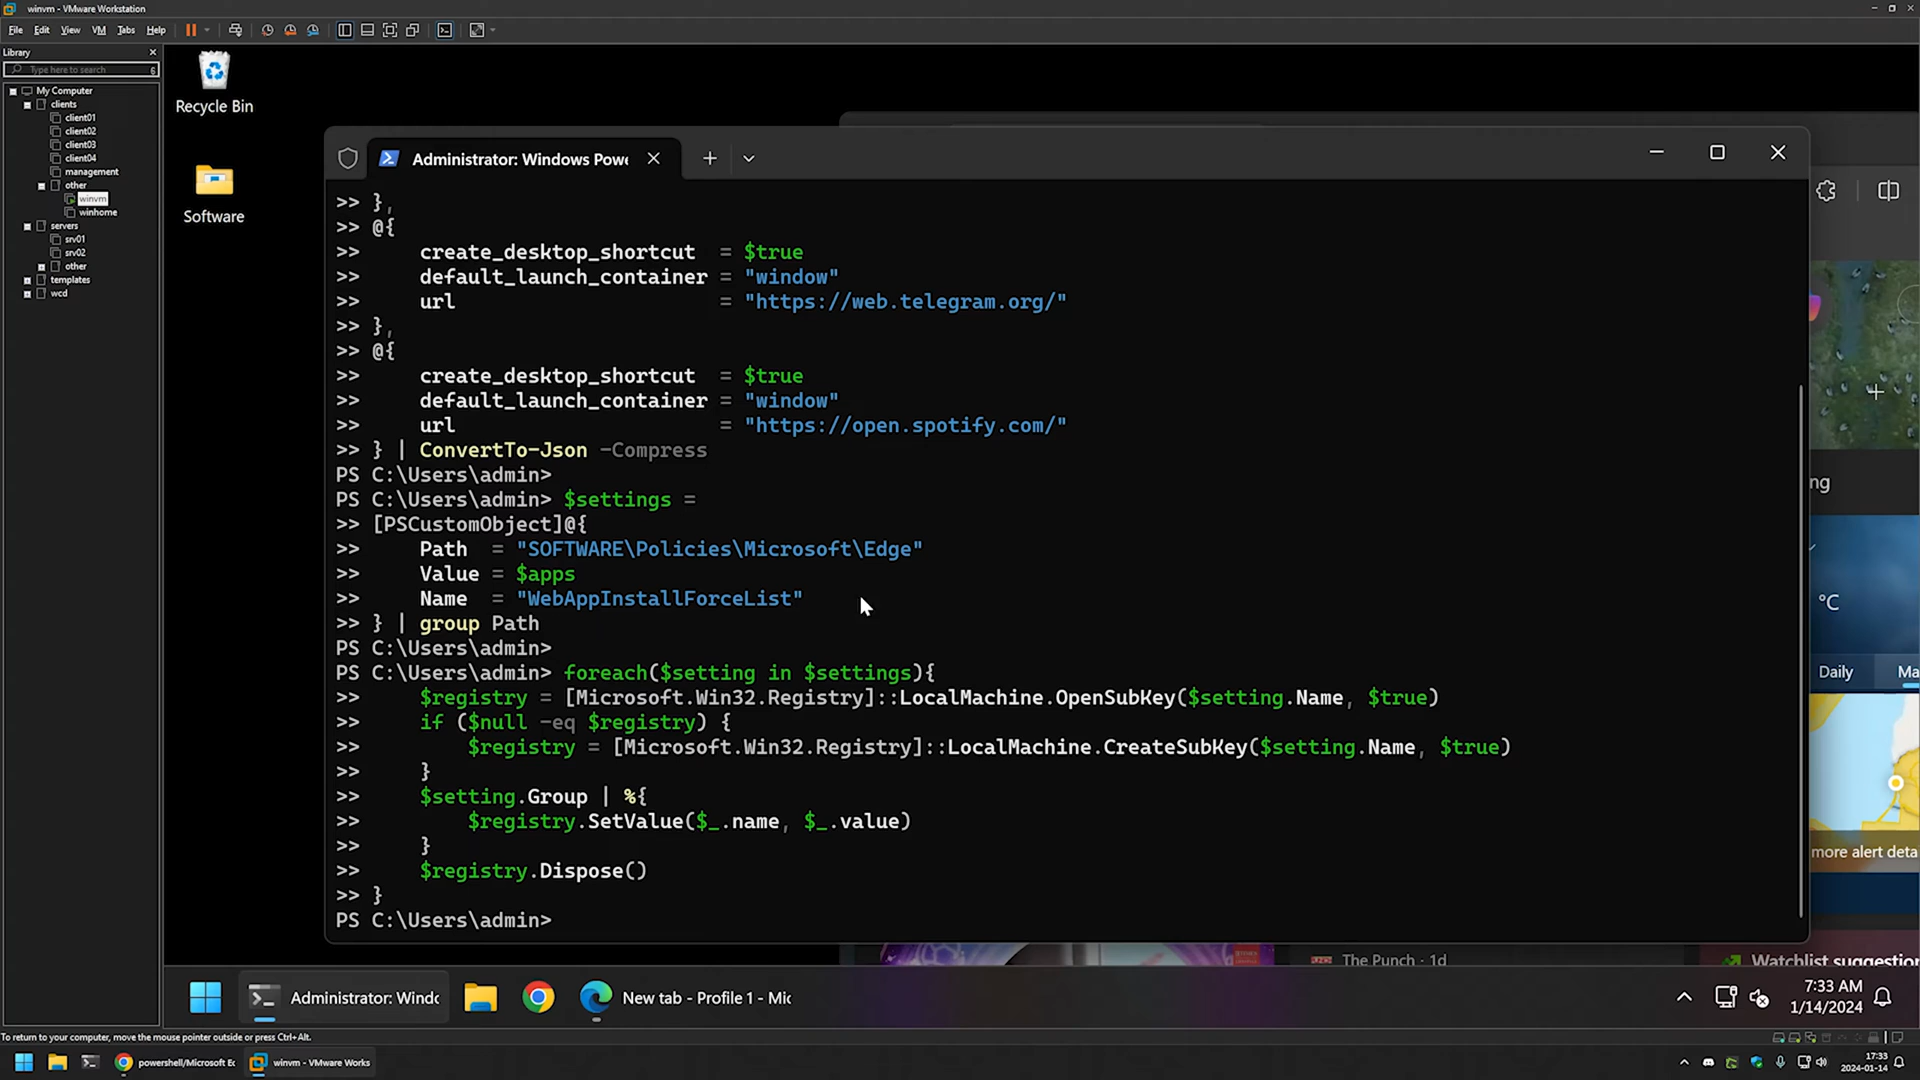 winvm - VMware Workstation
File Edit View VM Tabs Help
Library
Type here to search
My Computer
clients
client01
client02
client03
client04
management
other
winvm
winhome
servers
srv01
srv02
other
templates
wcd
Recycle Bin
Software
Administrator: Windows Powe
>> },
>> @{
>>     create_desktop_shortcut  = $true
>>     default_launch_container = "window"
>>     url                      = "https://web.telegram.org/"
>> },
>> @{
>>     create_desktop_shortcut  = $true
>>     default_launch_container = "window"
>>     url                      = "https://open.spotify.com/"
>> } | ConvertTo-Json -Compress
PS C:\Users\admin>
PS C:\Users\admin> $settings =
>> [PSCustomObject]@{
>>     Path  = "SOFTWARE\Policies\Microsoft\Edge"
>>     Value = $apps
>>     Name  = "WebAppInstallForceList"
>> } | group Path
PS C:\Users\admin>
PS C:\Users\admin> foreach($setting in $settings){
>>     $registry = [Microsoft.Win32.Registry]::LocalMachine.OpenSubKey($setting.Name, $true)
>>     if ($null -eq $registry) {
>>         $registry = [Microsoft.Win32.Registry]::LocalMachine.CreateSubKey($setting.Name, $true)
>>     }
>>     $setting.Group | %{
>>         $registry.SetValue($_.name, $_.value)
>>     }
>>     $registry.Dispose()
>> }
PS C:\Users\admin>
ng
°C
Daily Ma
more alert deta
The Punch · 1d
Watchlist suggestion
Administrator: Windo
New tab - Profile 1 - Mic
7:33 AM
1/14/2024
To return to your computer, move the mouse pointer outside or press Ctrl+Alt.
powershell/Microsoft Ed
winvm - VMware Works
17:33
2024-01-14